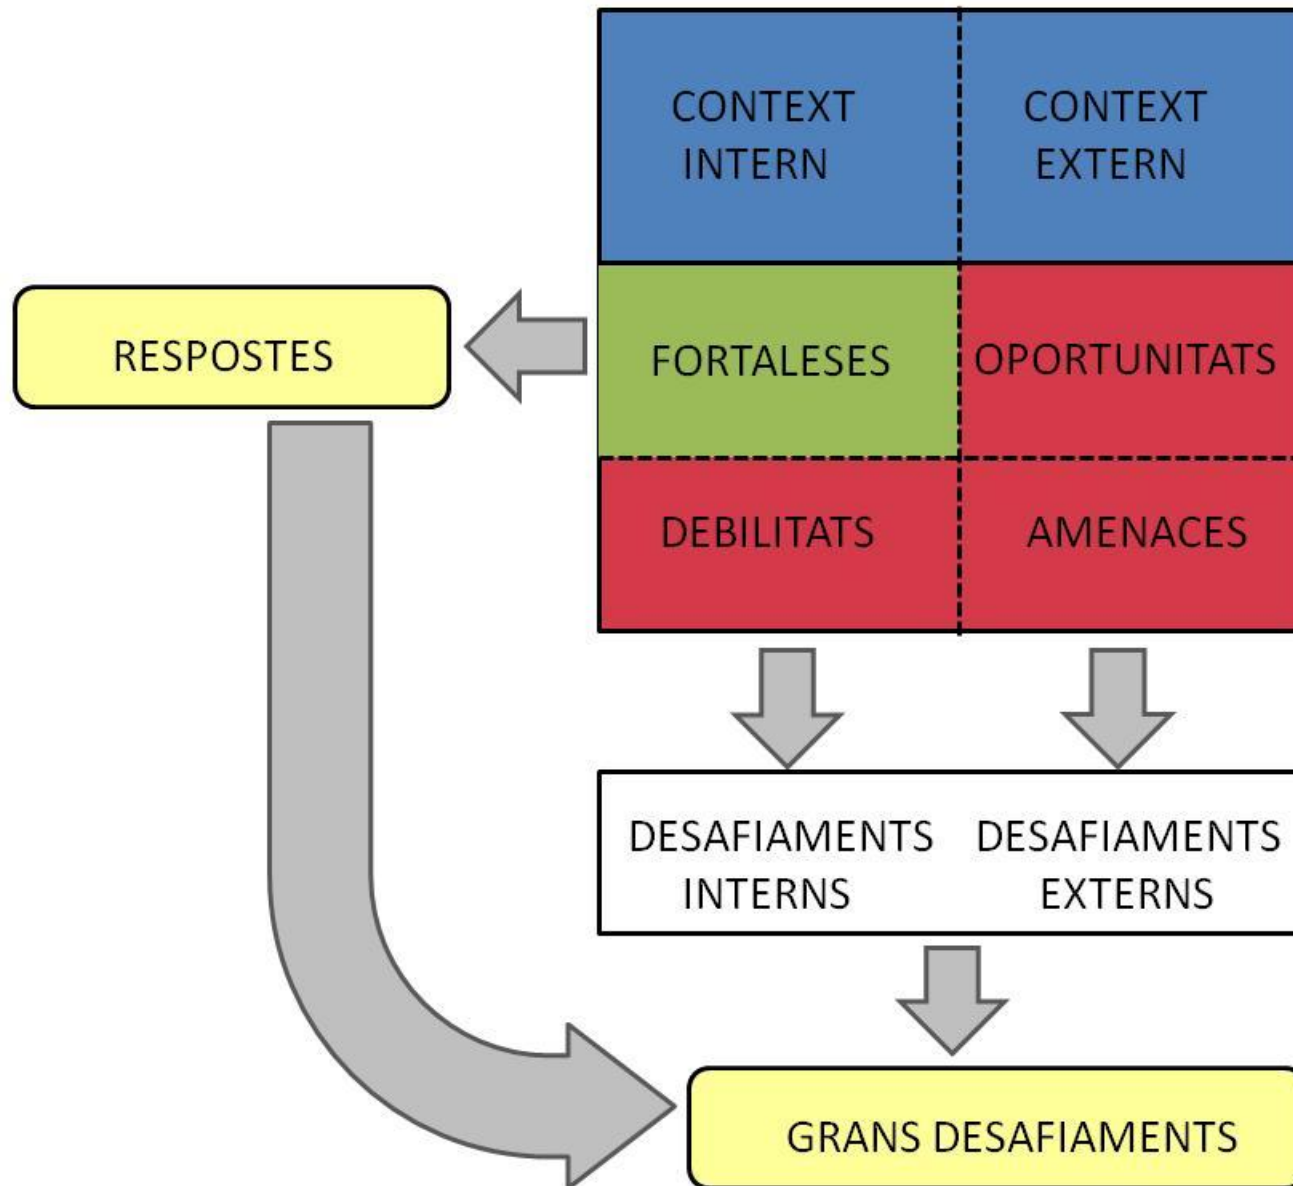 CONTEXT
INTERN
CONTEXT
EXTERN
RESPOSTES
FORTALESES
OPORTUNITATS
DEBILITATS
AMENACES
DESAFIAMENTS
INTERNS
DESAFIAMENTS
EXTERNS
GRANS DESAFIAMENTS